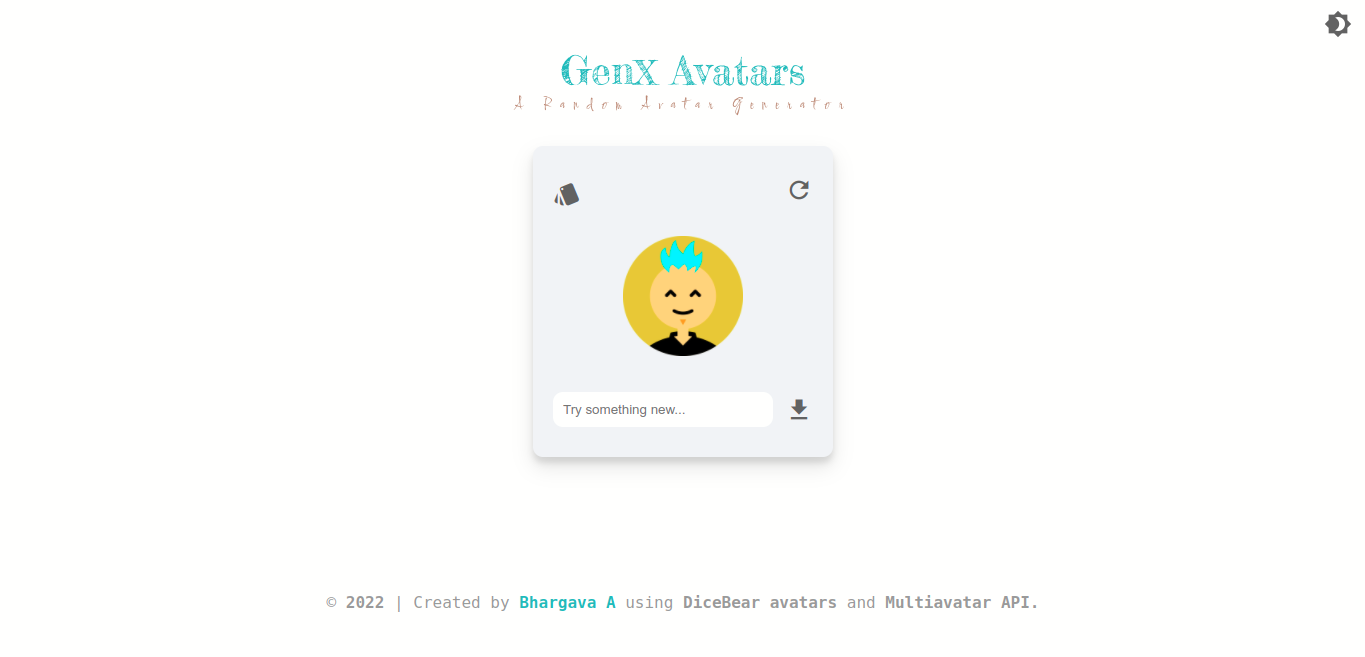 GenX Avatars
A Random Avatar Generator
Try something new...
© 2022 | Created by Bhargava A using DiceBear avatars and Multiavatar API.